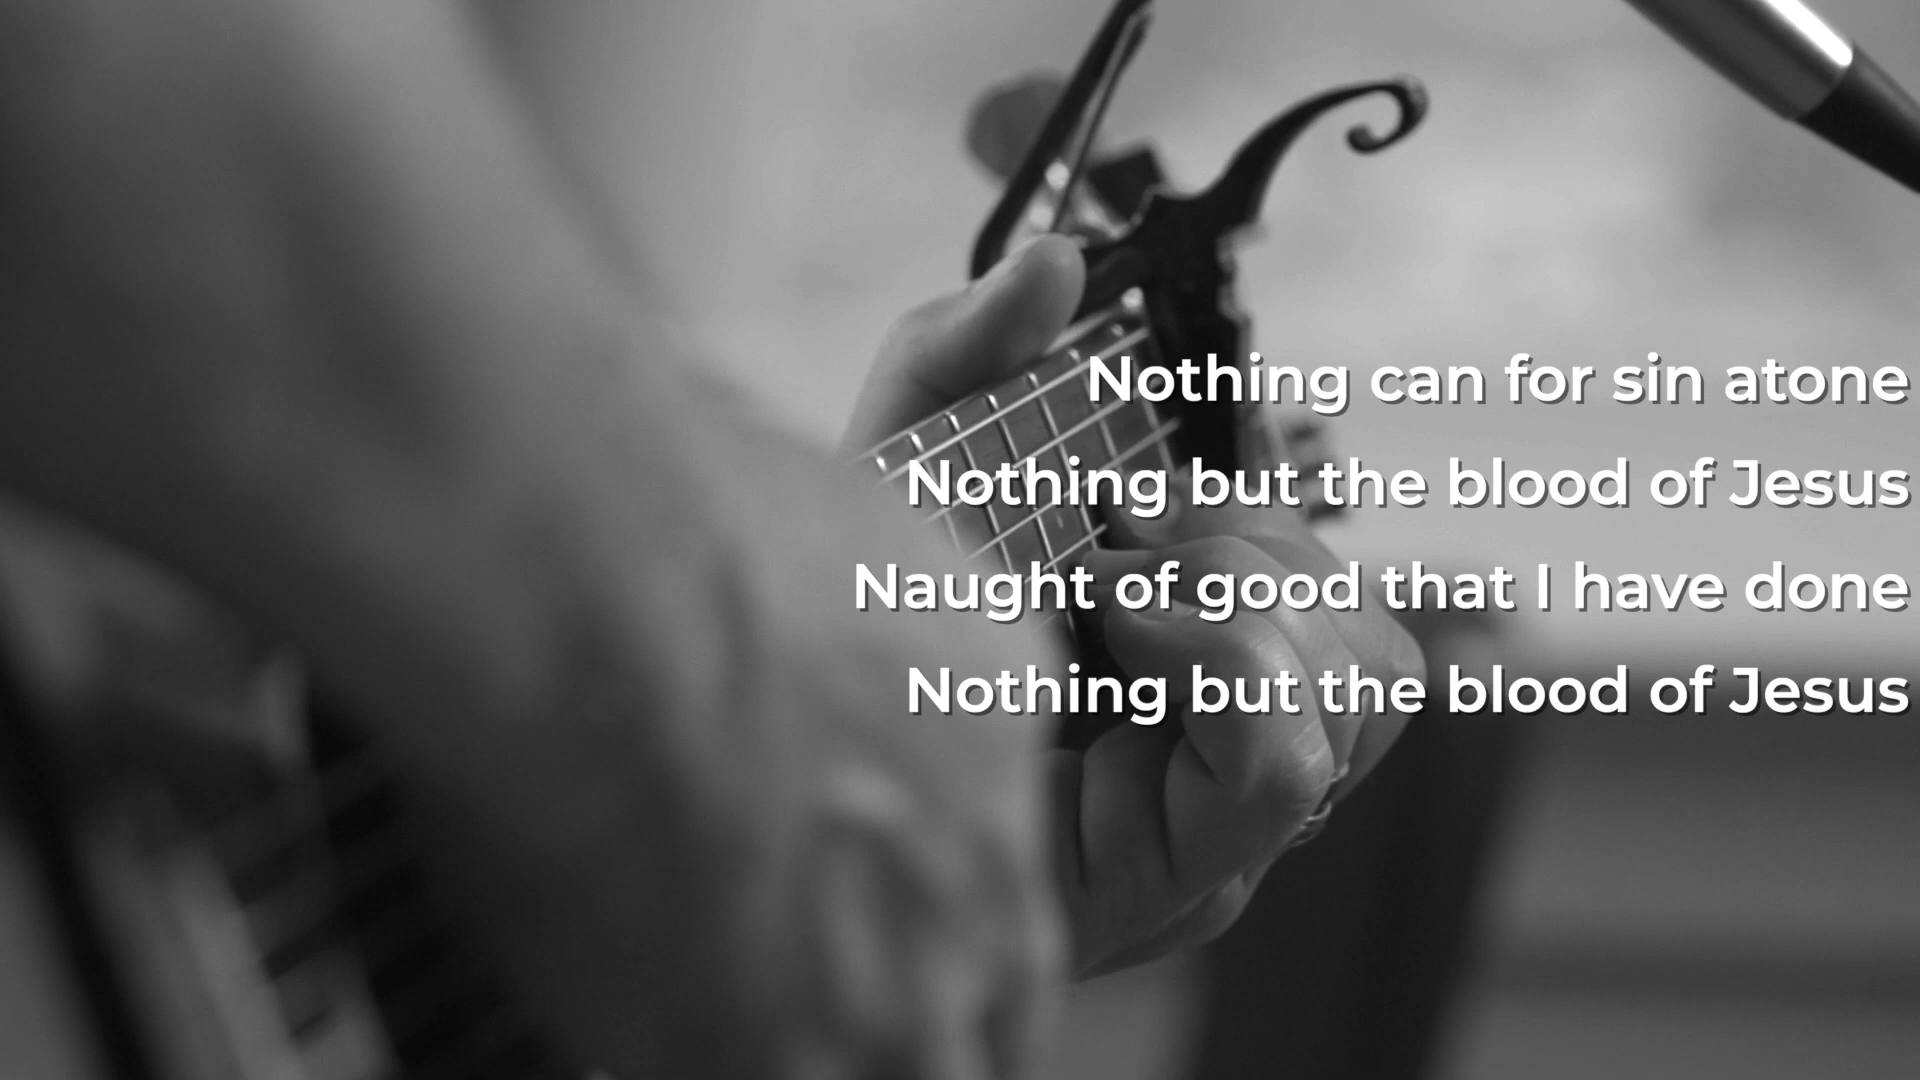 Nothing can for sin atone
Nothing but the blood of Jesus
Naught of good that I have done
Nothing but the blood of Jesus